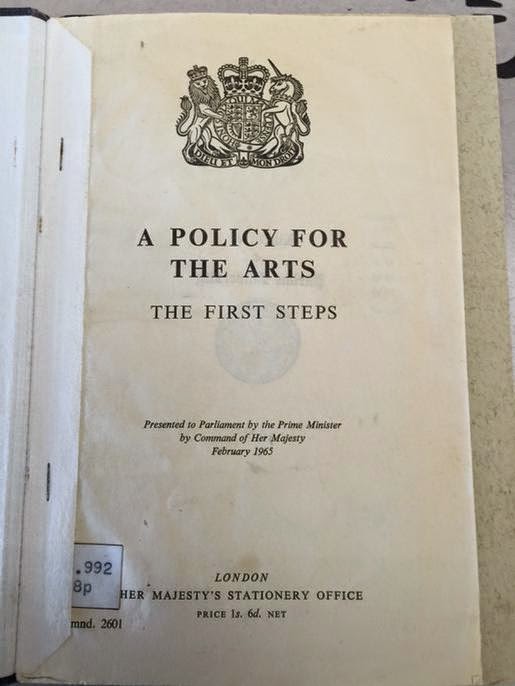 DIEU ET MON DROIT
A POLICY FOR
THE ARTS
THE FIRST STEPS
Presented to Parliament by the Prime Minister
by Command of Her Majesty
February 1965
.992
8p
LONDON
HER MAJESTY'S STATIONERY OFFICE
PRICE 1s. 6d. NET
mnd. 2601